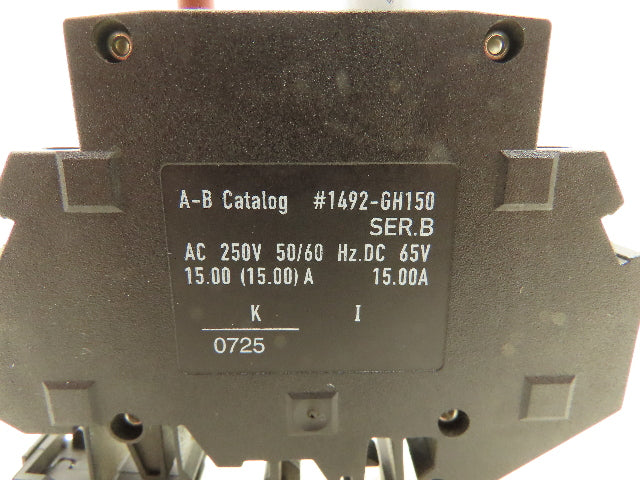 A-B Catalog #1492-GH150
SER.B
AC 250V 50/60 Hz.DC 65V
15.00 (15.00) A 15.00A
K I
0725